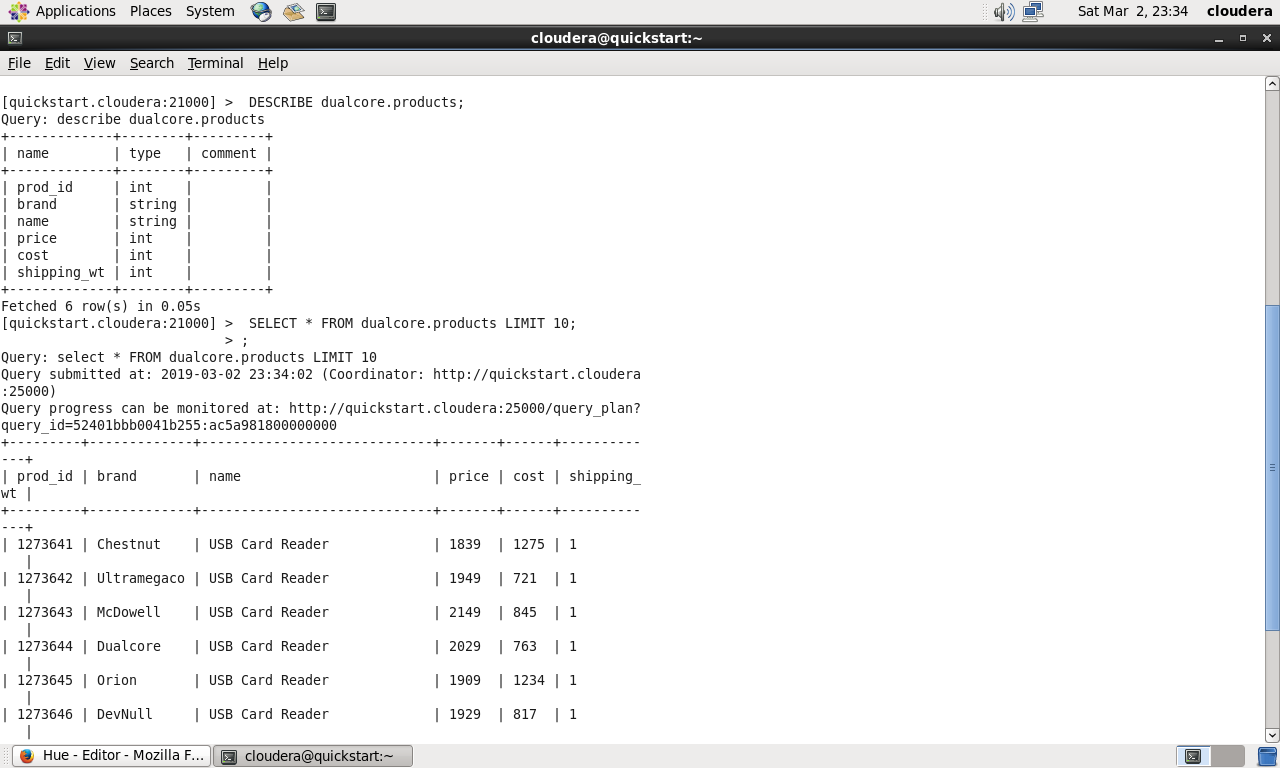 Applications Places System Sat Mar 2, 23:34 cloudera
cloudera@quickstart:~
File Edit View Search Terminal Help
[quickstart.cloudera:21000] >  DESCRIBE dualcore.products;
Query: describe dualcore.products
+-------------+--------+---------+
| name        | type   | comment |
+-------------+--------+---------+
| prod_id     | int    |         |
| brand       | string |         |
| name        | string |         |
| price       | int    |         |
| cost        | int    |         |
| shipping_wt | int    |         |
+-------------+--------+---------+
Fetched 6 row(s) in 0.05s
[quickstart.cloudera:21000] >  SELECT * FROM dualcore.products LIMIT 10;
                            > ;
Query: select * FROM dualcore.products LIMIT 10
Query submitted at: 2019-03-02 23:34:02 (Coordinator: http://quickstart.cloudera
:25000)
Query progress can be monitored at: http://quickstart.cloudera:25000/query_plan?
query_id=52401bbb0041b255:ac5a981800000000
+---------+-------------+-----------------------------+-------+------+----------
---+
| prod_id | brand       | name                        | price | cost | shipping_
wt |
+---------+-------------+-----------------------------+-------+------+----------
---+
| 1273641 | Chestnut    | USB Card Reader             | 1839  | 1275 | 1
   |
| 1273642 | Ultramegaco | USB Card Reader             | 1949  | 721  | 1
   |
| 1273643 | McDowell    | USB Card Reader             | 2149  | 845  | 1
   |
| 1273644 | Dualcore    | USB Card Reader             | 2029  | 763  | 1
   |
| 1273645 | Orion       | USB Card Reader             | 1909  | 1234 | 1
   |
| 1273646 | DevNull     | USB Card Reader             | 1929  | 817  | 1
   |
Hue - Editor - Mozilla F... cloudera@quickstart:~